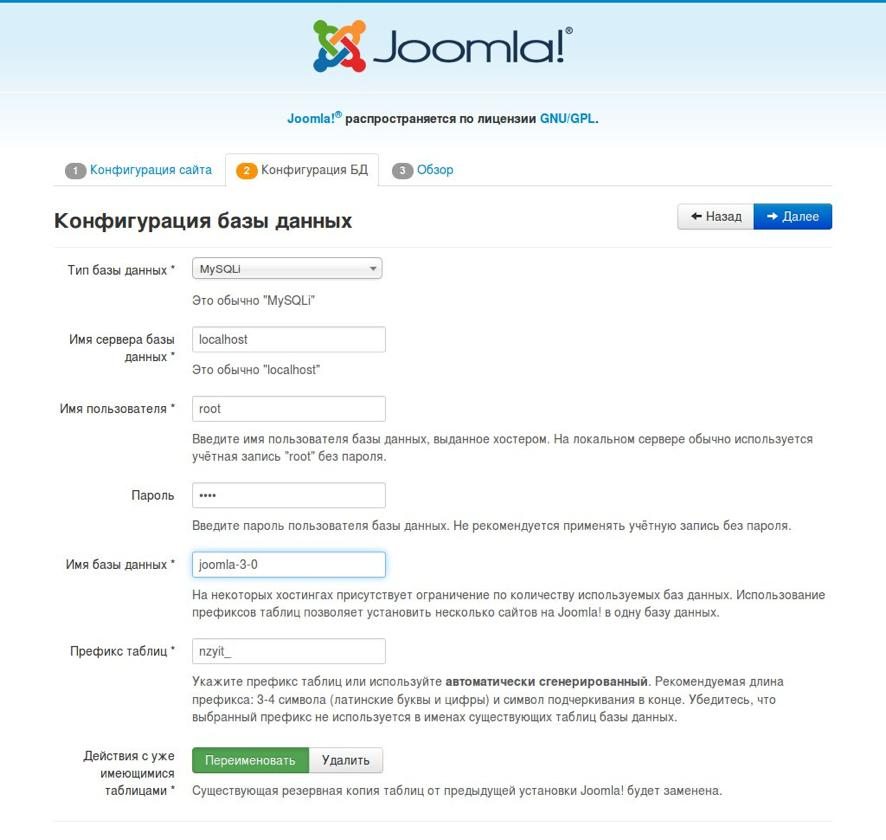 Joomla!®
Joomla!® распространяется по лицензии GNU/GPL.
1 Конфигурация сайта 2 Конфигурация БД 3 Обзор
Конфигурация базы данных
Назад Далее
Тип базы данных * MySQLi
Это обычно "MySQLi"
Имя сервера базы
данных *
localhost
Это обычно "localhost"
Имя пользователя * root
Введите имя пользователя базы данных, выданное хостером. На локальном сервере обычно используется
учётная запись "root" без пароля.
Пароль ••••
Введите пароль пользователя базы данных. Не рекомендуется применять учётную запись без пароля.
Имя базы данных * joomla-3-0
На некоторых хостингах присутствует ограничение по количеству используемых баз данных. Использование
префиксов таблиц позволяет установить несколько сайтов на Joomla! в одну базу данных.
Префикс таблиц * nzyit_
Укажите префикс таблиц или используйте автоматически сгенерированный. Рекомендуемая длина
префикса: 3-4 символа (латинские буквы и цифры) и символ подчеркивания в конце. Убедитесь, что
выбранный префикс не используется в именах существующих таблиц базы данных.
Действия с уже
имеющимися
таблицами *
Переименовать Удалить
Существующая резервная копия таблиц от предыдущей установки Joomla! будет заменена.